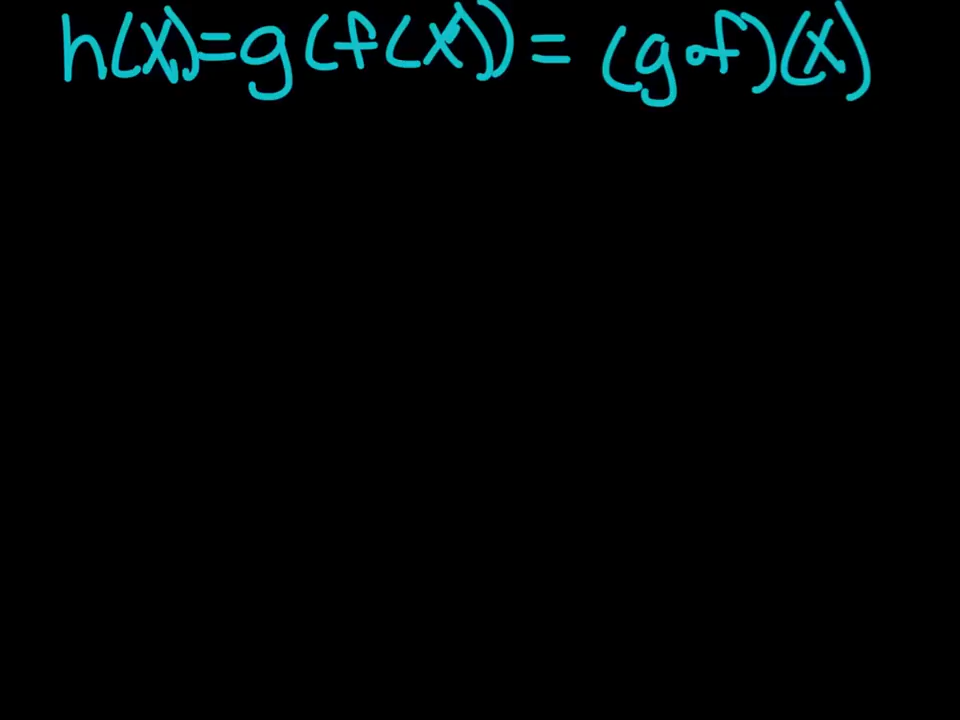 h(x)=g(f(x)) = (g∘f)(x)